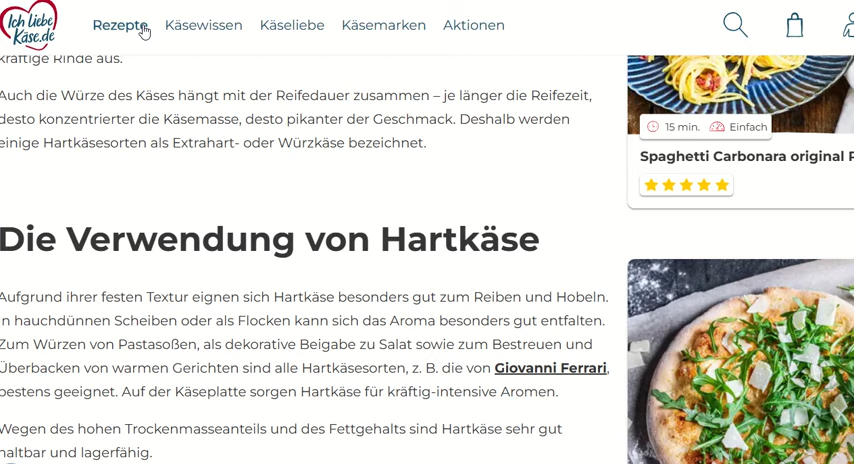 Ich liebe
Käse.de
Rezepte Käsewissen Käseliebe Käsemarken Aktionen
kräftige Rinde aus.
Auch die Würze des Käses hängt mit der Reifedauer zusammen – je länger die Reifezeit,
desto konzentrierter die Käsemasse, desto pikanter der Geschmack. Deshalb werden
einige Hartkäsesorten als Extrahart- oder Würzkäse bezeichnet.
Die Verwendung von Hartkäse
Aufgrund ihrer festen Textur eignen sich Hartkäse besonders gut zum Reiben und Hobeln.
In hauchdünnen Scheiben oder als Flocken kann sich das Aroma besonders gut entfalten.
Zum Würzen von Pastasoßen, als dekorative Beigabe zu Salat sowie zum Bestreuen und
Überbacken von warmen Gerichten sind alle Hartkäsesorten, z. B. die von Giovanni Ferrari,
bestens geeignet. Auf der Käseplatte sorgen Hartkäse für kräftig-intensive Aromen.
Wegen des hohen Trockenmasseanteils und des Fettgehalts sind Hartkäse sehr gut
haltbar und lagerfähig.
15 min. Einfach
Spaghetti Carbonara original R